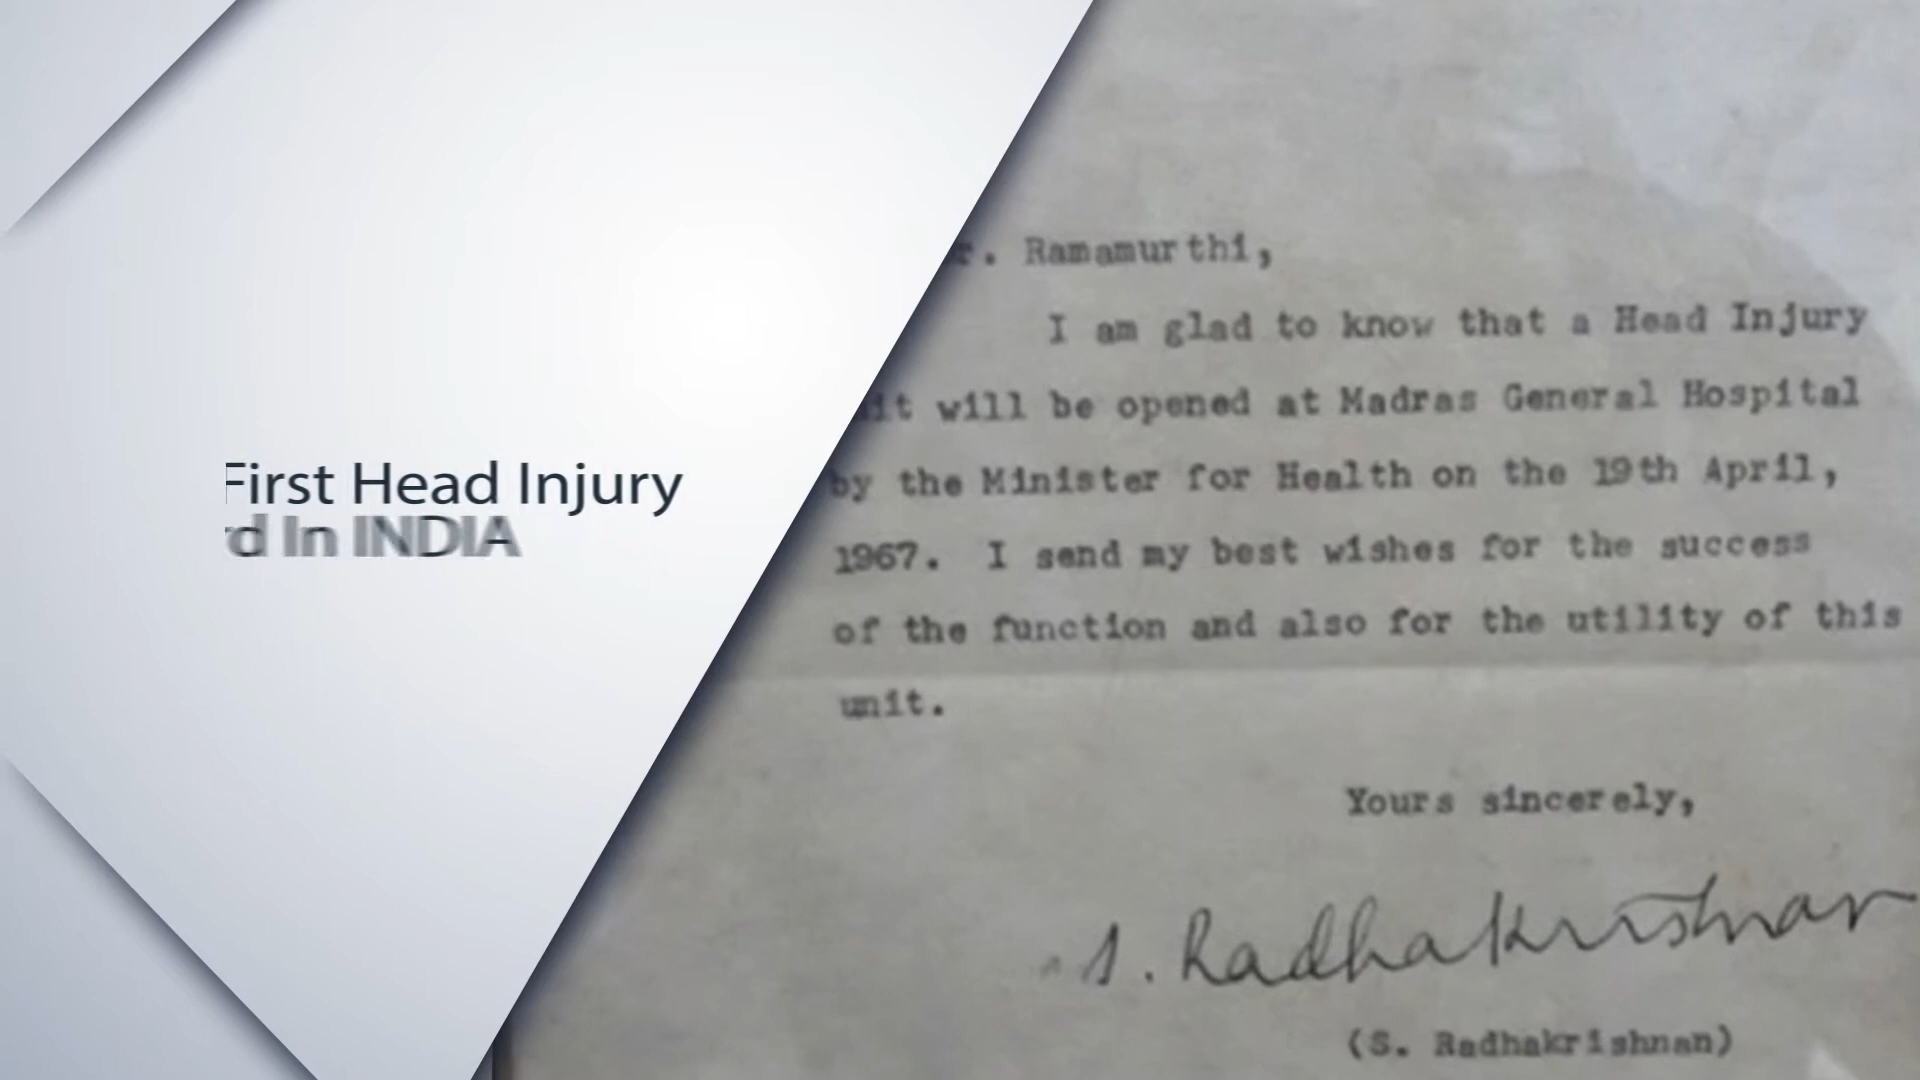 First Head Injury
d In INDIA
r. Ramamurthi,
I am glad to know that a Head Injury
it will be opened at Madras General Hospital
by the Minister for Health on the 19th April,
1967. I send my best wishes for the success
of the function and also for the utility of this
unit.
Yours sincerely,
S. Radhakrishnan
(S. Radhakrishnan)